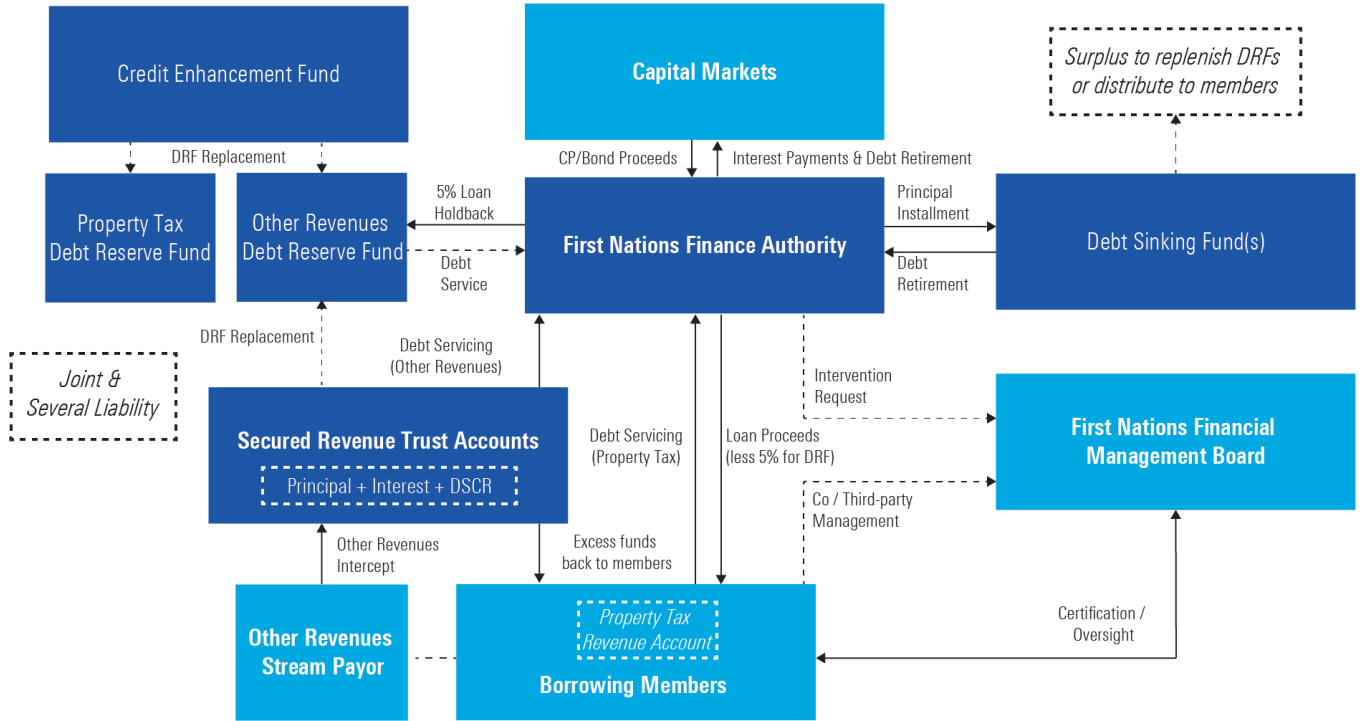 Credit Enhancement Fund
Capital Markets
Surplus to replenish DRFs
or distribute to members
DRF Replacement
CP/Bond Proceeds
Interest Payments & Debt Retirement
Property Tax
Debt Reserve Fund
Other Revenues
Debt Reserve Fund
5% Loan
Holdback
Debt
Service
First Nations Finance Authority
Principal
Installment
Debt
Retirement
Debt Sinking Fund(s)
DRF Replacement
Debt Servicing
(Other Revenues)
Joint &
Several Liability
Intervention
Request
Secured Revenue Trust Accounts
Principal + Interest + DSCR
Debt Servicing
(Property Tax)
Loan Proceeds
(less 5% for DRF)
First Nations Financial
Management Board
Co / Third-party
Management
Other Revenues
Intercept
Excess funds
back to members
Other Revenues
Stream Payor
Property Tax
Revenue Account
Borrowing Members
Certification /
Oversight